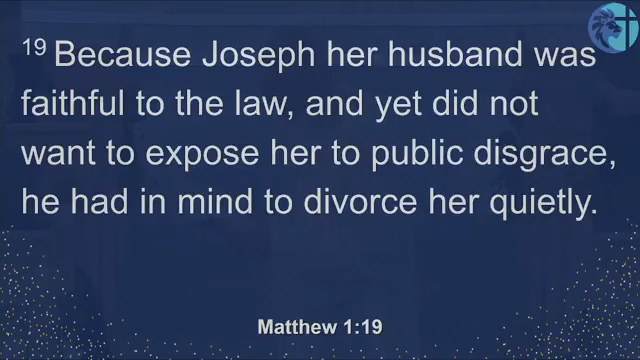 19 Because Joseph her husband was
faithful to the law, and yet did not
want to expose her to public disgrace,
he had in mind to divorce her quietly.
Matthew 1:19